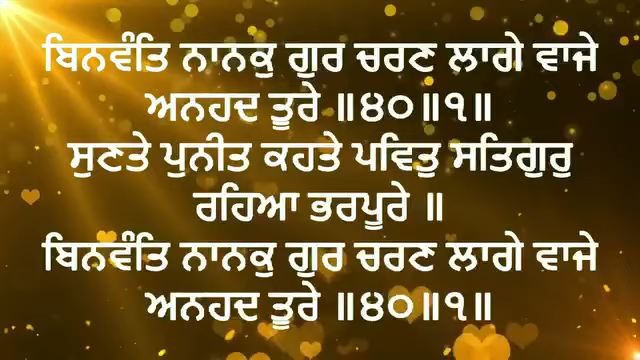 ਬਿਨਵੰਤਿ ਨਾਨਕੁ ਗੁਰ ਚਰਣ ਲਾਗੇ ਵਾਜੇ
ਅਨਹਦ ਤੂਰੇ ॥੪੦॥੧॥
ਸੁਣਤੇ ਪੁਨੀਤ ਕਹਤੇ ਪਵਿਤੁ ਸਤਿਗੁਰੁ
ਰਹਿਆ ਭਰਪੂਰੇ ॥
ਬਿਨਵੰਤਿ ਨਾਨਕੁ ਗੁਰ ਚਰਣ ਲਾਗੇ ਵਾਜੇ
ਅਨਹਦ ਤੂਰੇ ॥੪੦॥੧॥